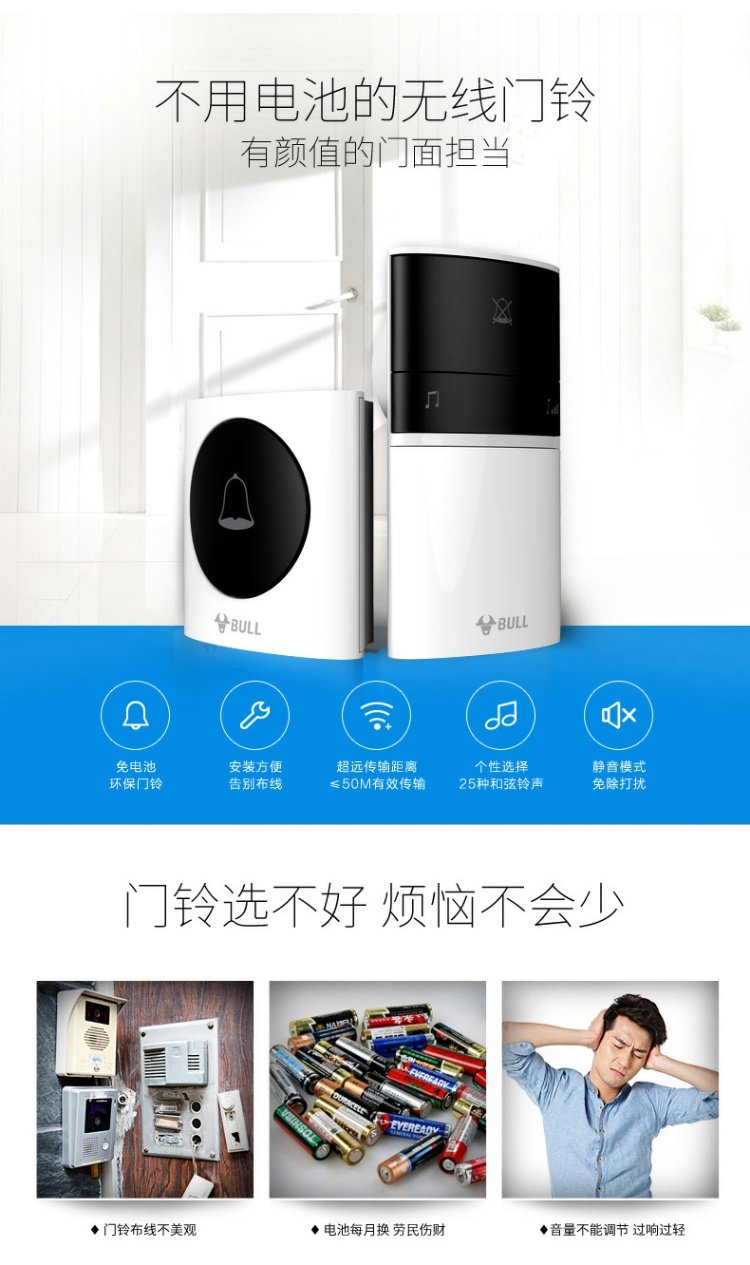 不用电池的无线门铃
有颜值的门面担当
BULL
BULL
免电池
环保门铃
安装方便
告别布线
超远传输距离
≤50M有效传输
个性选择
25种和弦铃声
静音模式
免除打扰
门铃选不好 烦恼不会少
EVEREADY
DURACELL
TOSHIBA
EVEREADY
♦ 门铃布线不美观
♦ 电池每月换 劳民伤财
♦音量不能调节 过响过轻